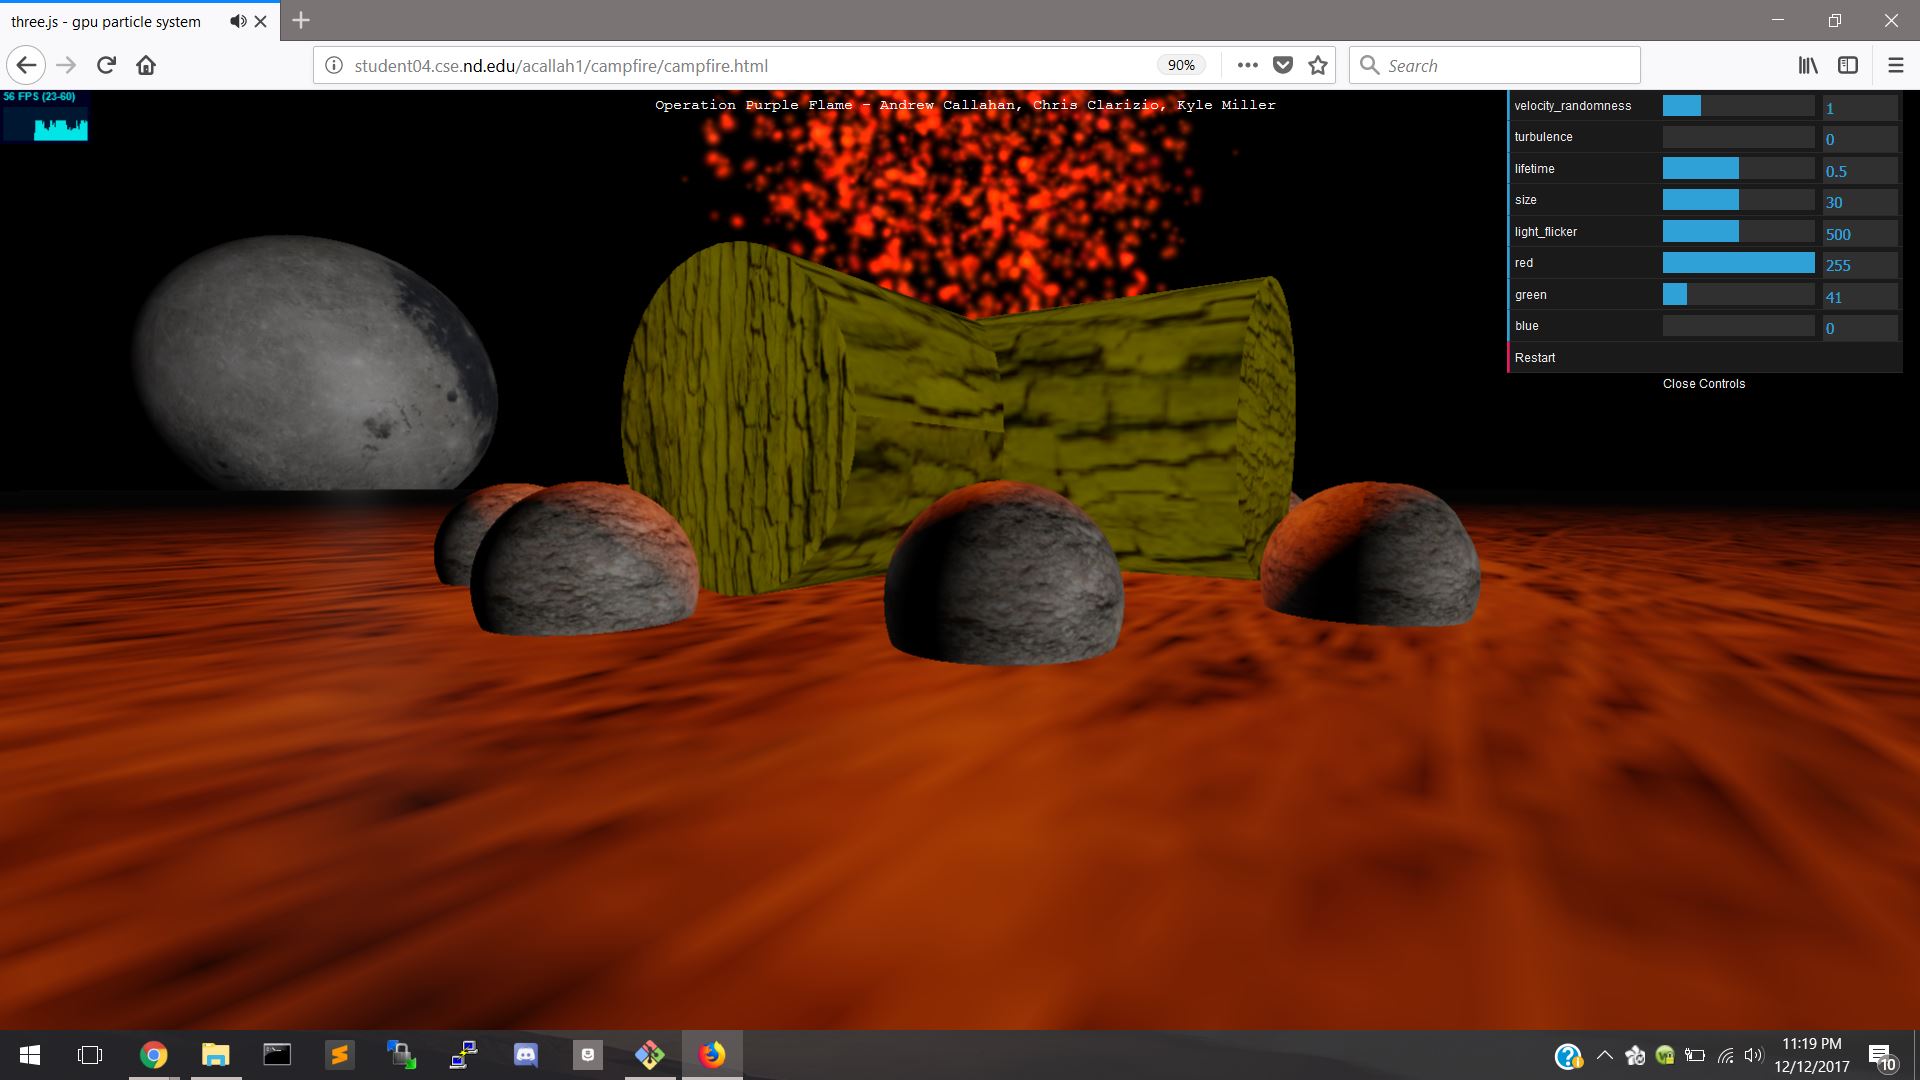 three.js - gpu particle system
student04.cse.nd.edu/acallah1/campfire/campfire.html
90%
Search
56 FPS (23-60)
Operation Purple Flame - Andrew Callahan, Chris Clarizio, Kyle Miller
velocity_randomness 1
turbulence 0
lifetime 0.5
size 30
light_flicker 500
red 255
green 41
blue 0
Restart
Close Controls
11:19 PM
12/12/2017
10